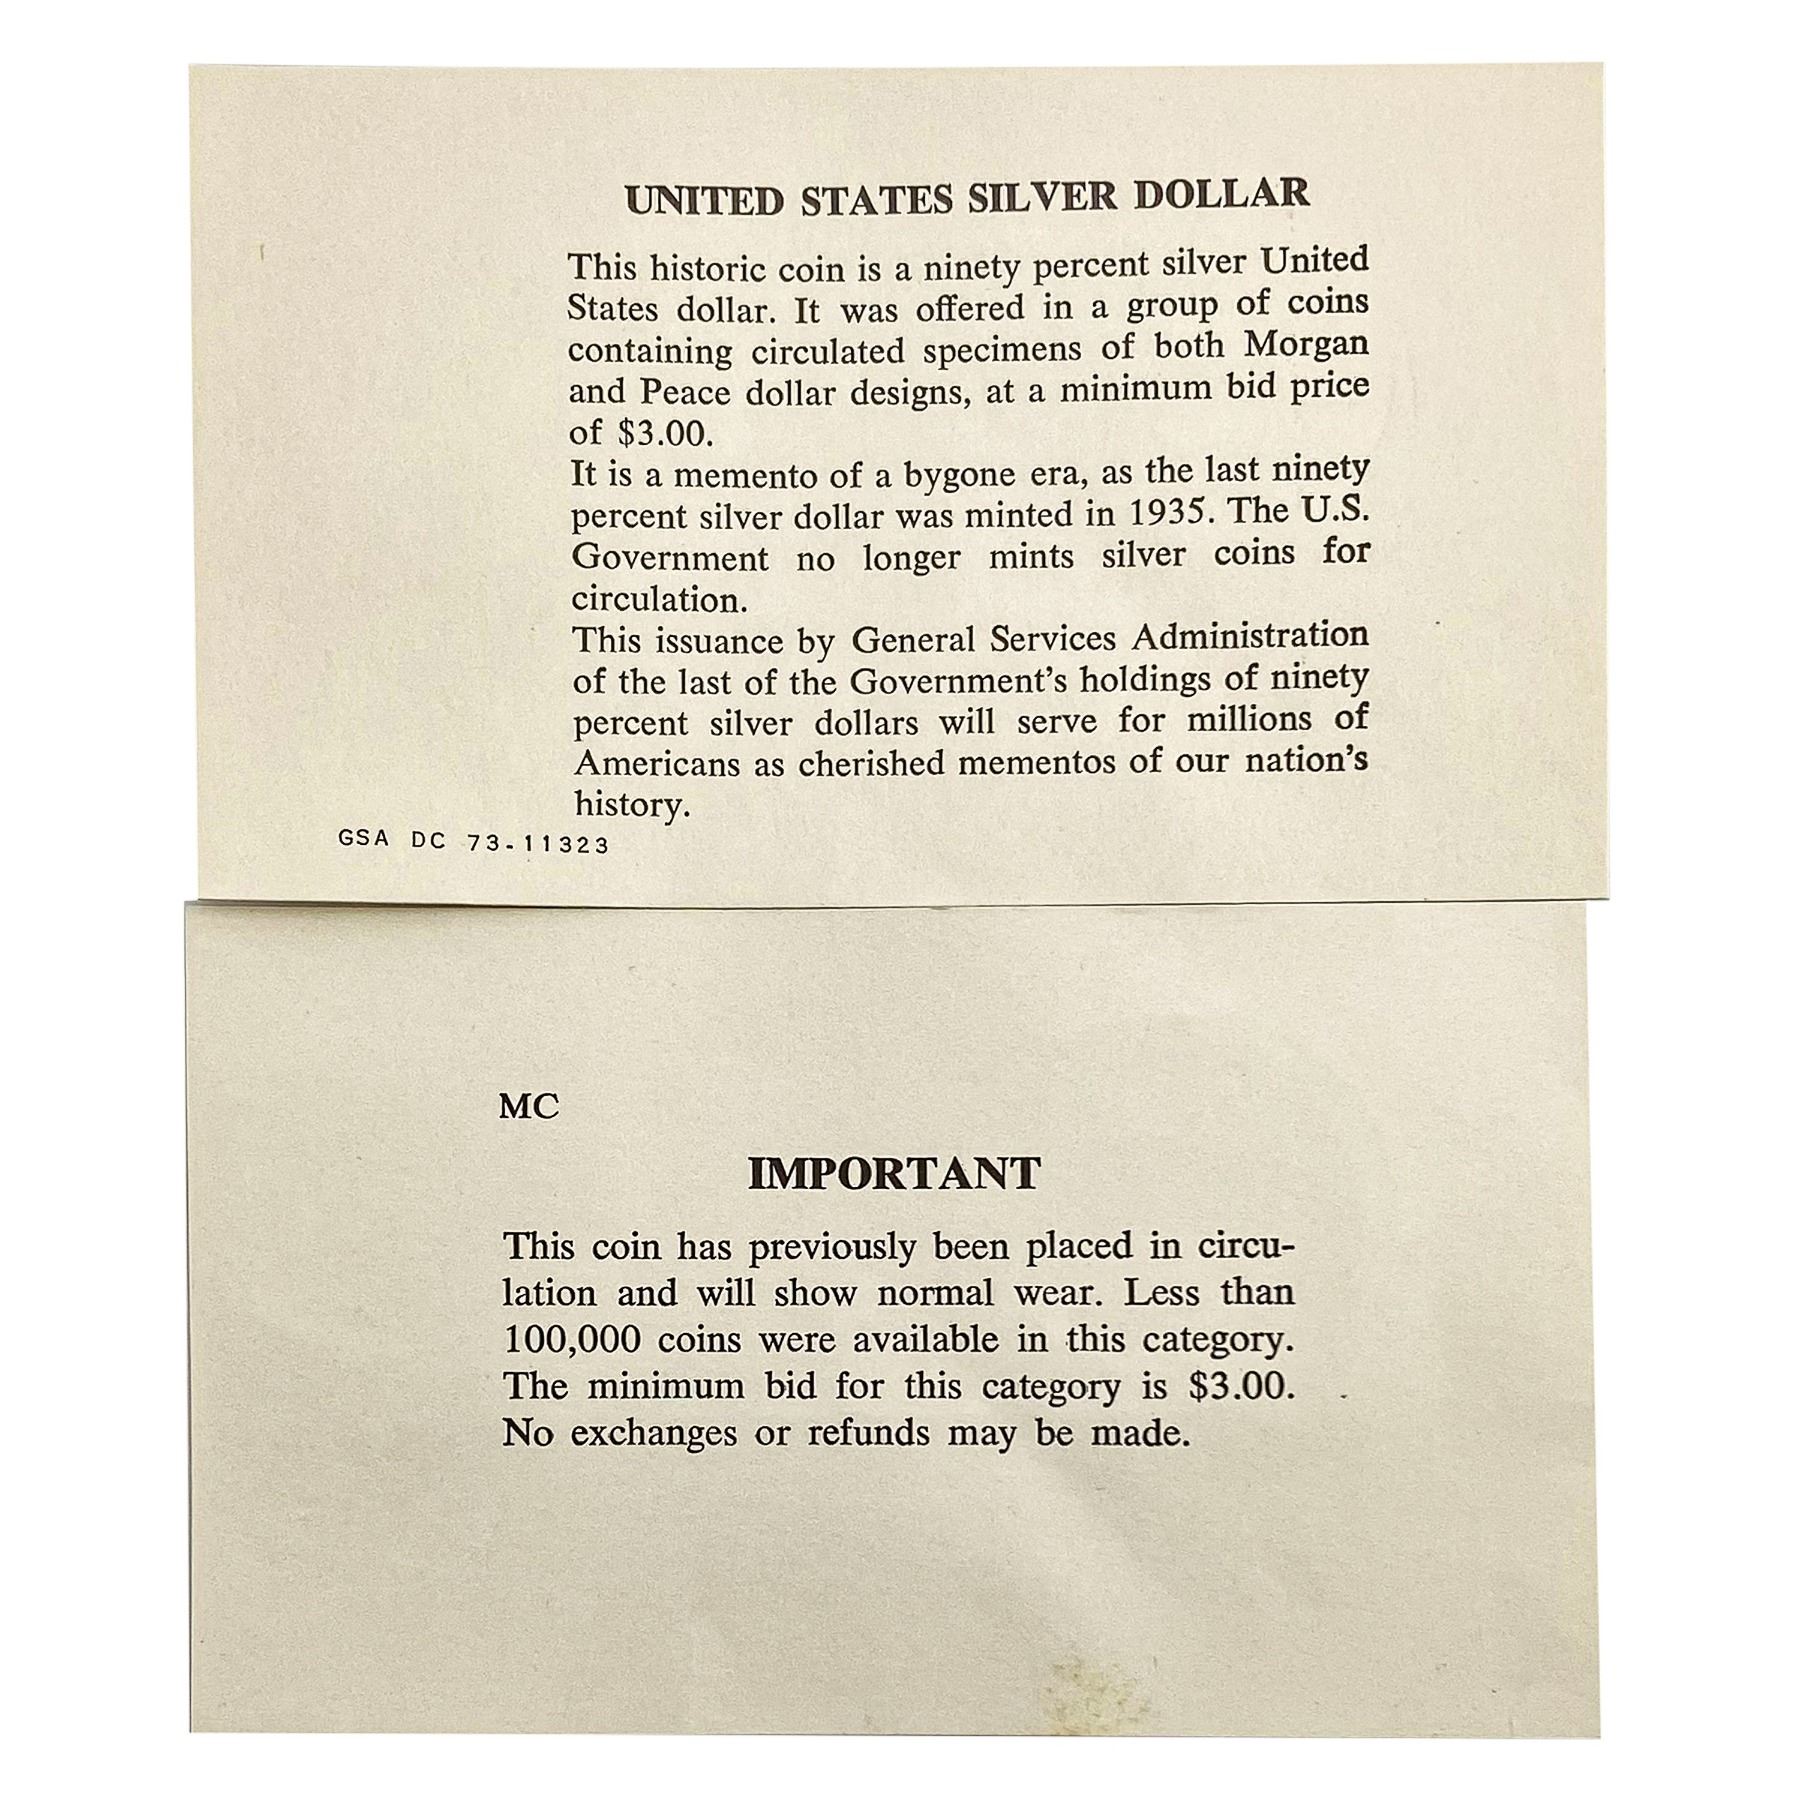 UNITED STATES SILVER DOLLAR
This historic coin is a ninety percent silver United
States dollar. It was offered in a group of coins
containing circulated specimens of both Morgan
and Peace dollar designs, at a minimum bid price
of $3.00.
It is a memento of a bygone era, as the last ninety
percent silver dollar was minted in 1935. The U.S.
Government no longer mints silver coins for
circulation.
This issuance by General Services Administration
of the last of the Government's holdings of ninety
percent silver dollars will serve for millions of
Americans as cherished mementos of our nation's
history.
GSA DC 73-11323
MC
IMPORTANT
This coin has previously been placed in circu-
lation and will show normal wear. Less than
100,000 coins were available in this category.
The minimum bid for this category is $3.00.
No exchanges or refunds may be made.